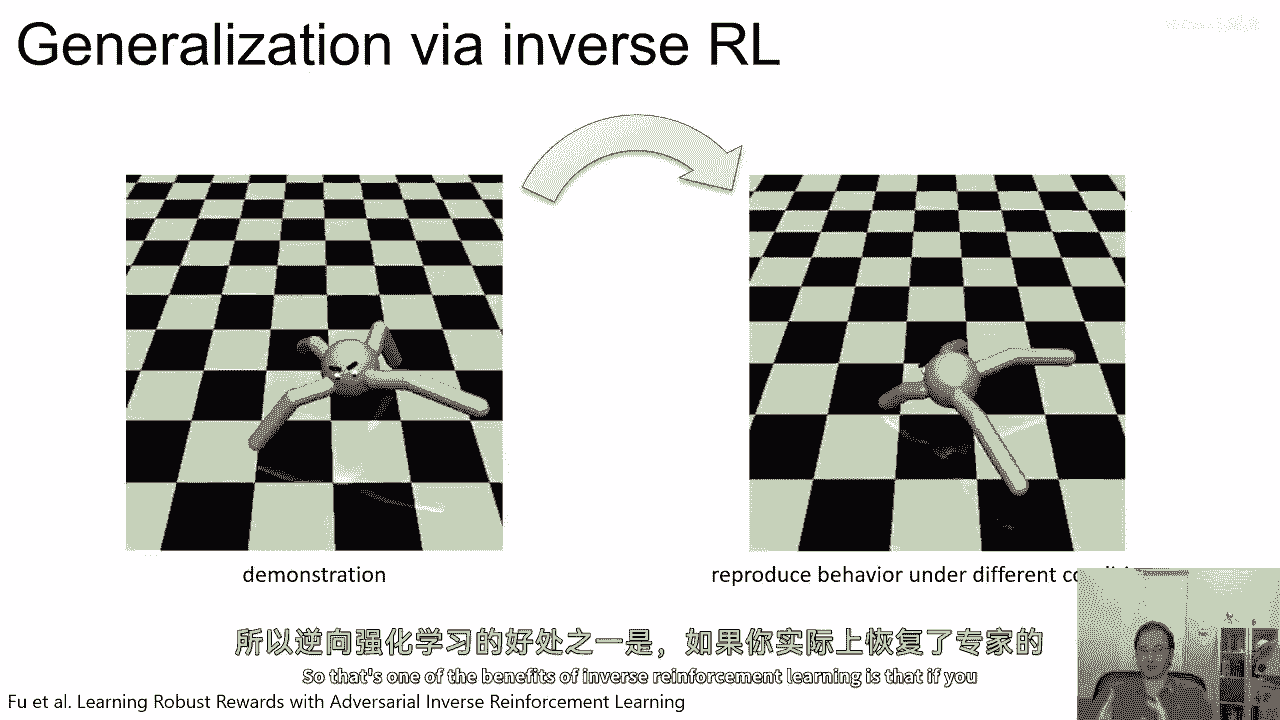 Generalization via inverse RL
demonstration
reproduce behavior under different
所以逆向强化学习的好处之一是，如果你实际上恢复了专家的
So that's one of the benefits of inverse reinforcement learning is that if you
Fu et al. Learning Robust Rewards with Adversarial Inverse Reinforcement Learning